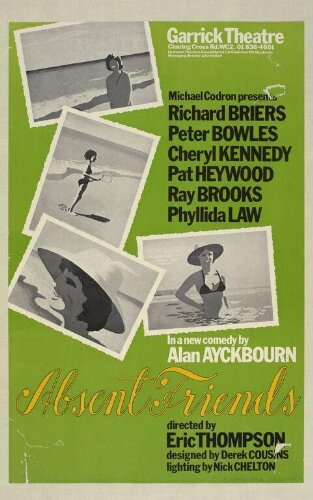 Garrick Theatre
Charing Cross Rd. WC2. 01 836-4601
Michael Codron presents
Richard BRIERS
Peter BOWLES
Cheryl KENNEDY
Pat HEYWOOD
Ray BROOKS
Phyllida LAW
In a new comedy by
Alan AYCKBOURN
Absent Friends
directed by
Eric THOMPSON
designed by Derek COUSINS
lighting by Nick CHELTON